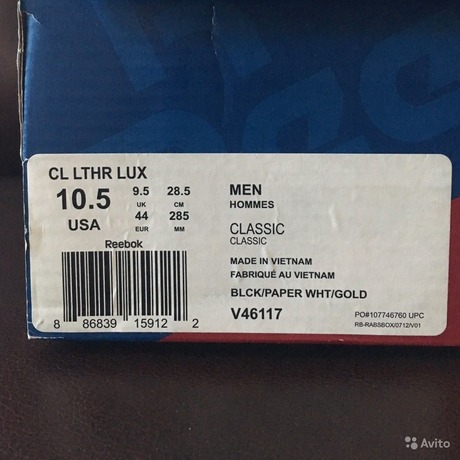 CL LTHR LUX
10.5 9.5 28.5 MEN
UK CM HOMMES
USA 44 285 CLASSIC
EUR MM CLASSIC
Reebok
MADE IN VIETNAM
FABRIQUÉ AU VIETNAM
BLCK/PAPER WHT/GOLD
8 86839 15912 2
V46117
PO#107746760 UPC
RB-RABSBOX/0712/V01
Avito